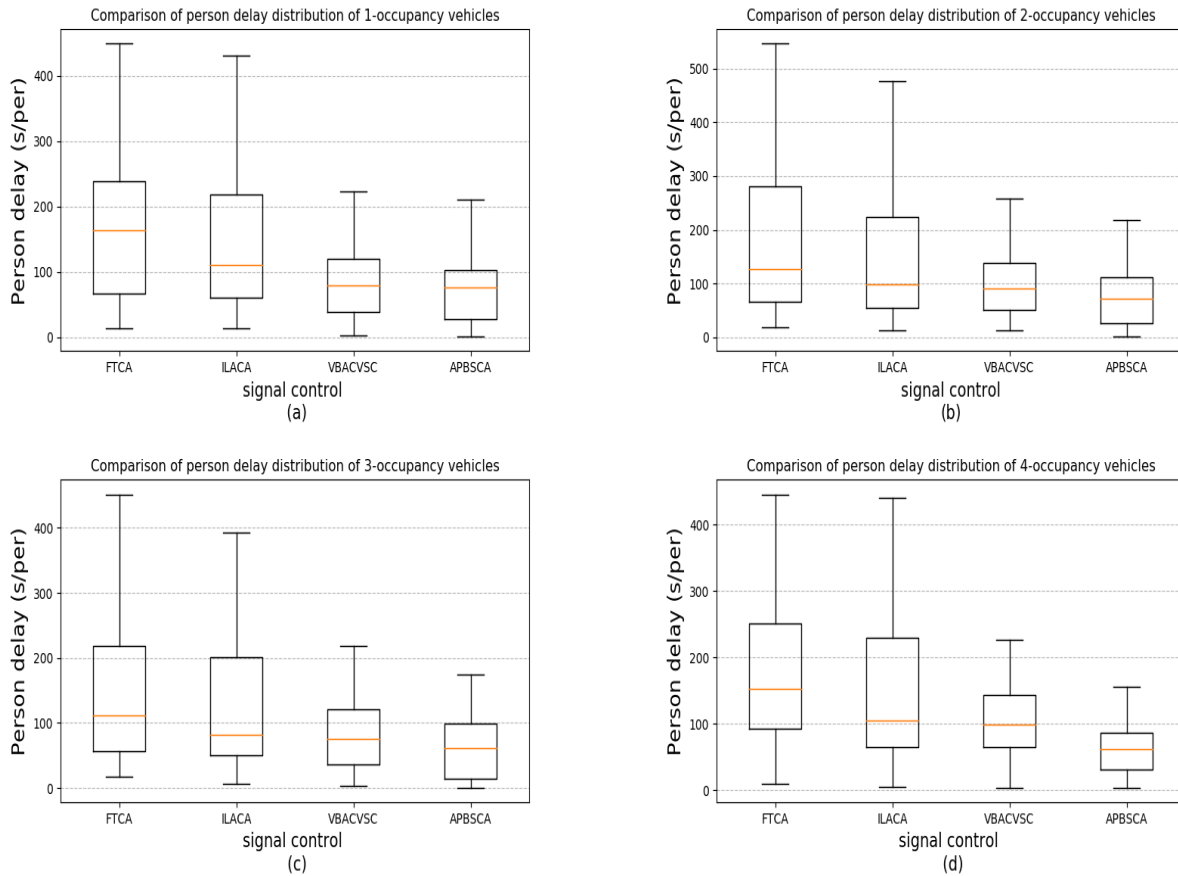 Comparison of person delay distribution of 1-occupancy vehicles
Person delay (s/per)
400
300
200
100
0
FTCA ILACA VBACVSC APBSCA
signal control
(a)
Comparison of person delay distribution of 2-occupancy vehicles
Person delay (s/per)
500
400
300
200
100
0
FTCA ILACA VBACVSC APBSCA
signal control
(b)
Comparison of person delay distribution of 3-occupancy vehicles
Person delay (s/per)
400
300
200
100
0
FTCA ILACA VBACVSC APBSCA
signal control
(c)
Comparison of person delay distribution of 4-occupancy vehicles
Person delay (s/per)
400
300
200
100
0
FTCA ILACA VBACVSC APBSCA
signal control
(d)